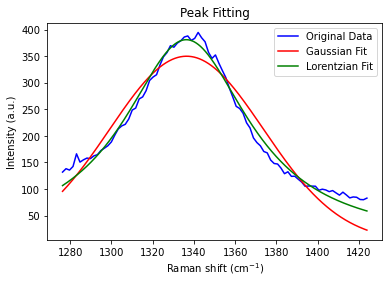 Peak Fitting
Original Data
Gaussian Fit
Lorentzian Fit
Intensity (a.u.)
400
350
300
250
200
150
100
50
1280 1300 1320 1340 1360 1380 1400 1420
Raman shift (cm⁻¹)